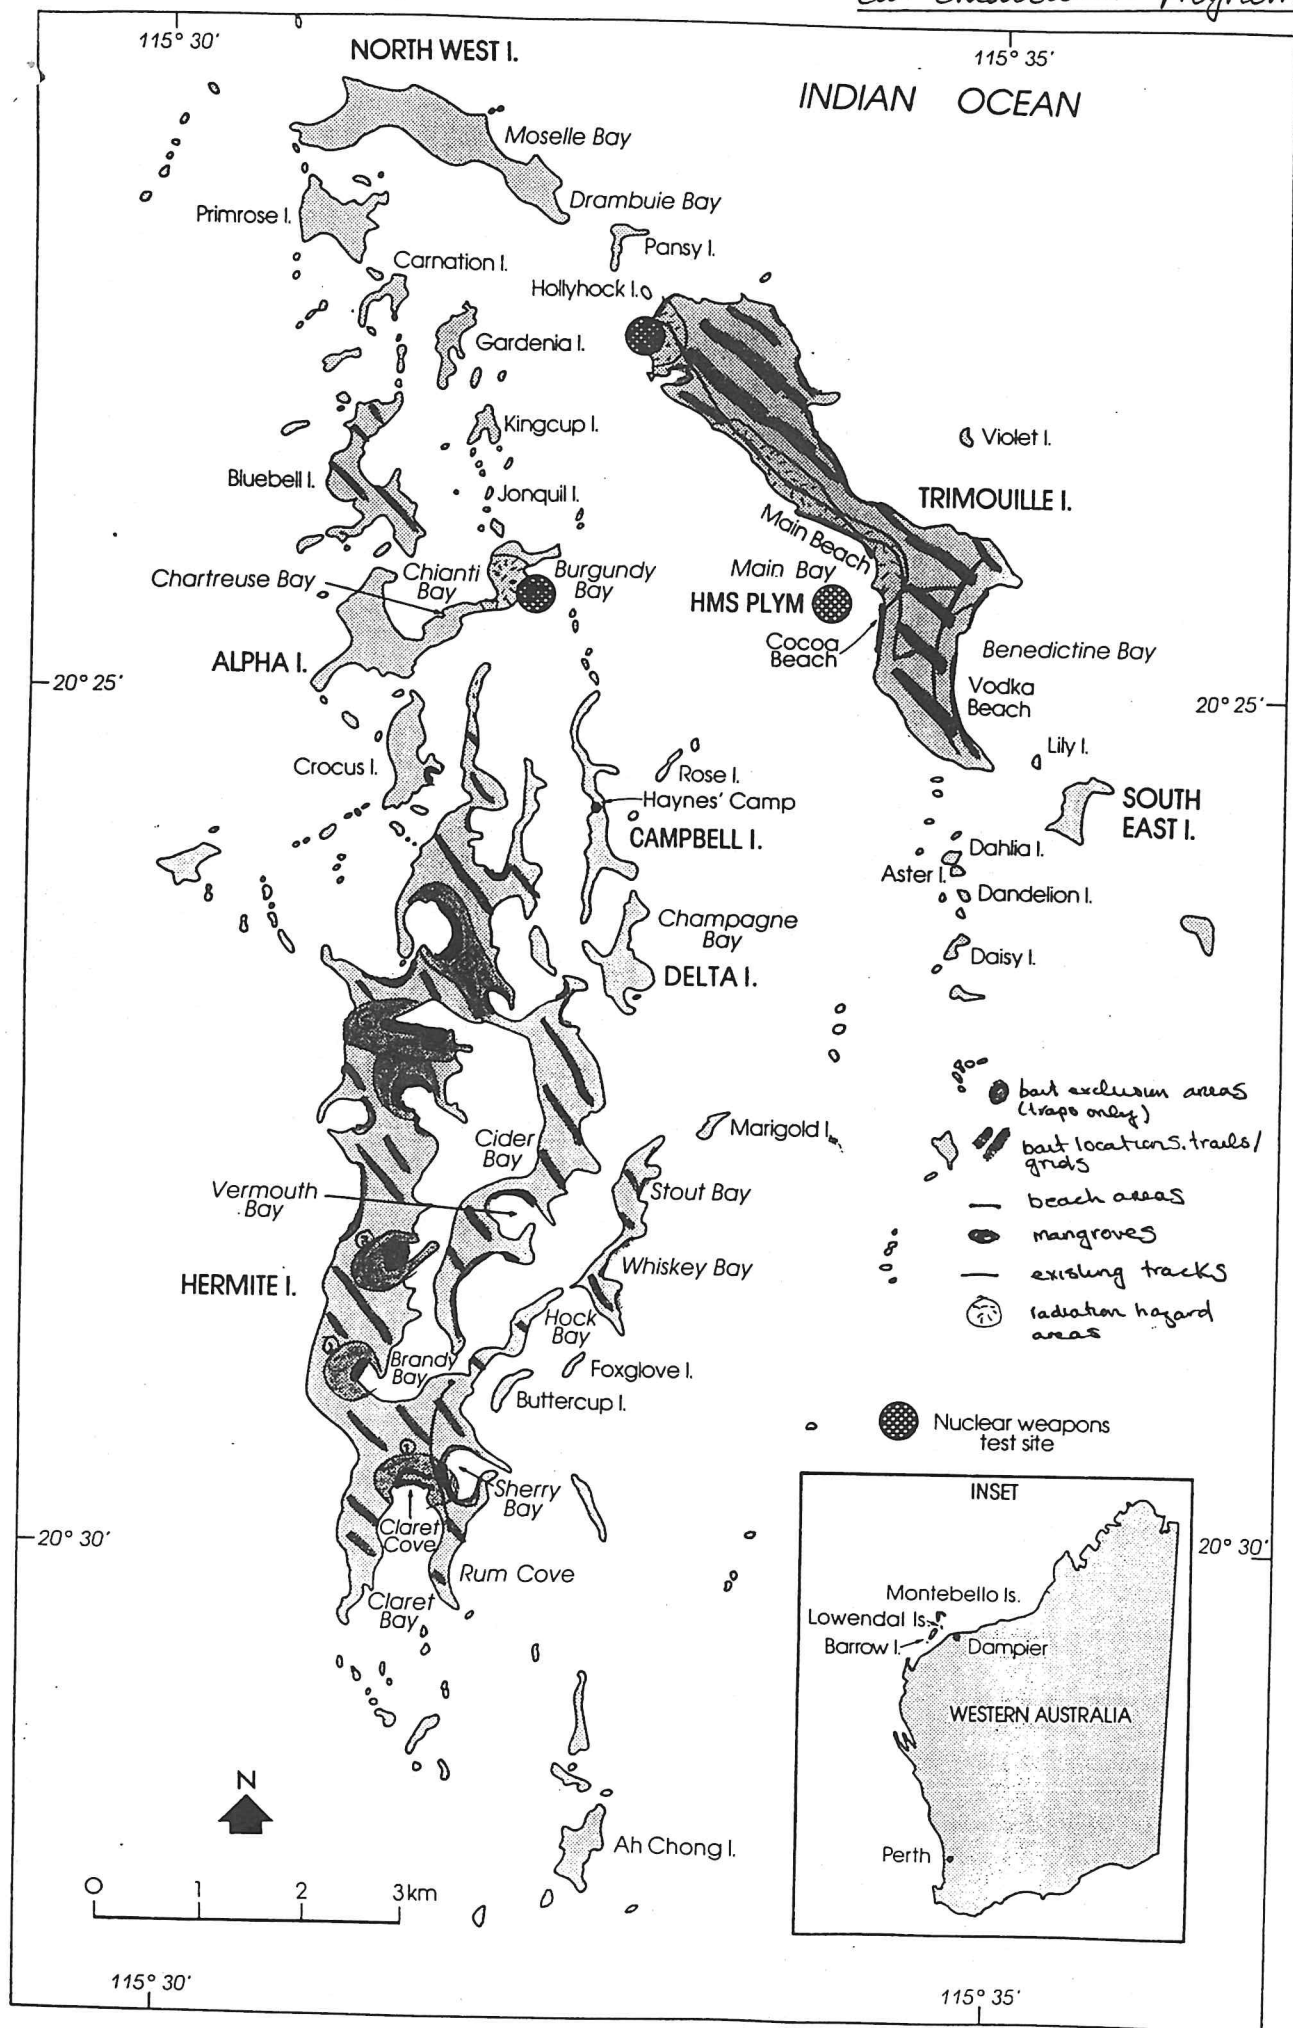 115° 30'
115° 35'
NORTH WEST I.
INDIAN OCEAN
Moselle Bay
Drambuie Bay
Primrose I.
Pansy I.
Carnation I.
Hollyhock I.
Gardenia I.
Kingcup I.
Violet I.
Bluebell I.
Jonquil I.
TRIMOUILLE I.
Main Beach
Chartreuse Bay
Chianti
Bay
Burgundy
Bay
Main Bay
HMS PLYM
Cocoa
Beach
Benedictine Bay
ALPHA I.
20° 25'
Vodka
Beach
20° 25'
Lily I.
Crocus I.
Rose I.
Haynes' Camp
CAMPBELL I.
SOUTH
EAST I.
Dahlia I.
Aster I.
Dandelion I.
Champagne
Bay
DELTA I.
Daisy I.
bait exclusion areas
(traps only)
Marigold I.
bait locations. trails/
grids
Cider
Bay
Vermouth
Bay
Stout Bay
beach areas
mangroves
3
Whiskey Bay
existing tracks
HERMITE I.
radiation hazard
areas
Hock
Bay
Brandy
Bay
Foxglove I.
Buttercup I.
Nuclear weapons
test site
1
Sherry
Bay
Claret
Cove
Rum Cove
Claret
Bay
20° 30'
20° 30'
INSET
Montebello Is.
Lowendal Is.
Barrow I.
Dampier
WESTERN AUSTRALIA
Perth
N
Ah Chong I.
0 1 2 3km
115° 30'
115° 35'